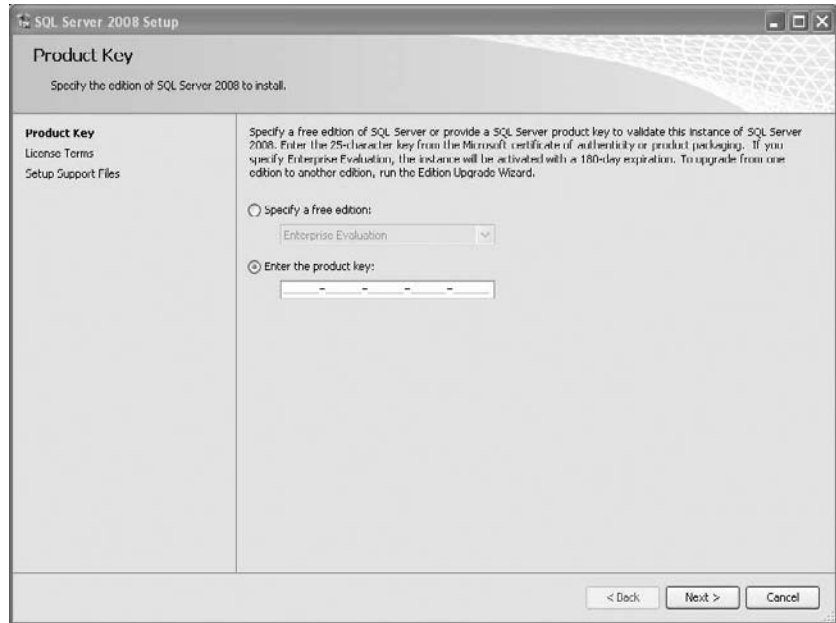 SQL Server 2008 Setup
Product Key
Specify the edition of SQL Server 2008 to install.
Product Key
License Terms
Setup Support Files
Specify a free edition of SQL Server or provide a SQL Server product key to validate this instance of SQL Server
2008. Enter the 25-character key from the Microsoft certificate of authenticity or product packaging. If you
specify Enterprise Evaluation, the instance will be activated with a 180-day expiration. To upgrade from one
edition to another edition, run the Edition Upgrade Wizard.
Specify a free edition:
Enterprise Evaluation
Enter the product key:
_____-_____-_____-_____-_____
< Back
Next >
Cancel